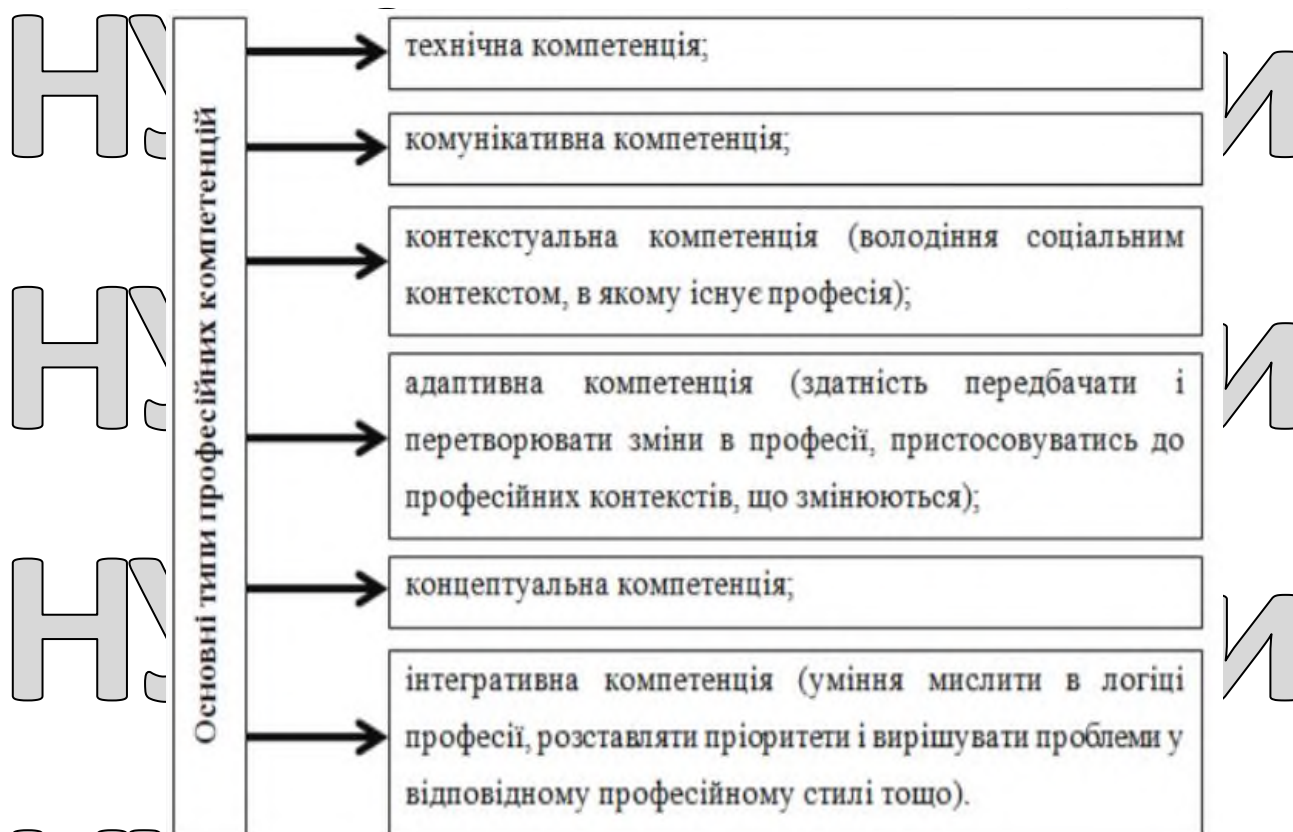 Основні типи професійних компетенцій
технічна компетенція;
комунікативна компетенція;
контекстуальна компетенція (володіння соціальним
контекстом, в якому існує професія);
адаптивна компетенція (здатність передбачати і
перетворювати зміни в професії, пристосовуватись до
професійних контекстів, що змінюються);
концептуальна компетенція;
інтегративна компетенція (уміння мислити в логіці
професії, розставляти пріоритети і вирішувати проблеми у
відповідному професійному стилі тощо).